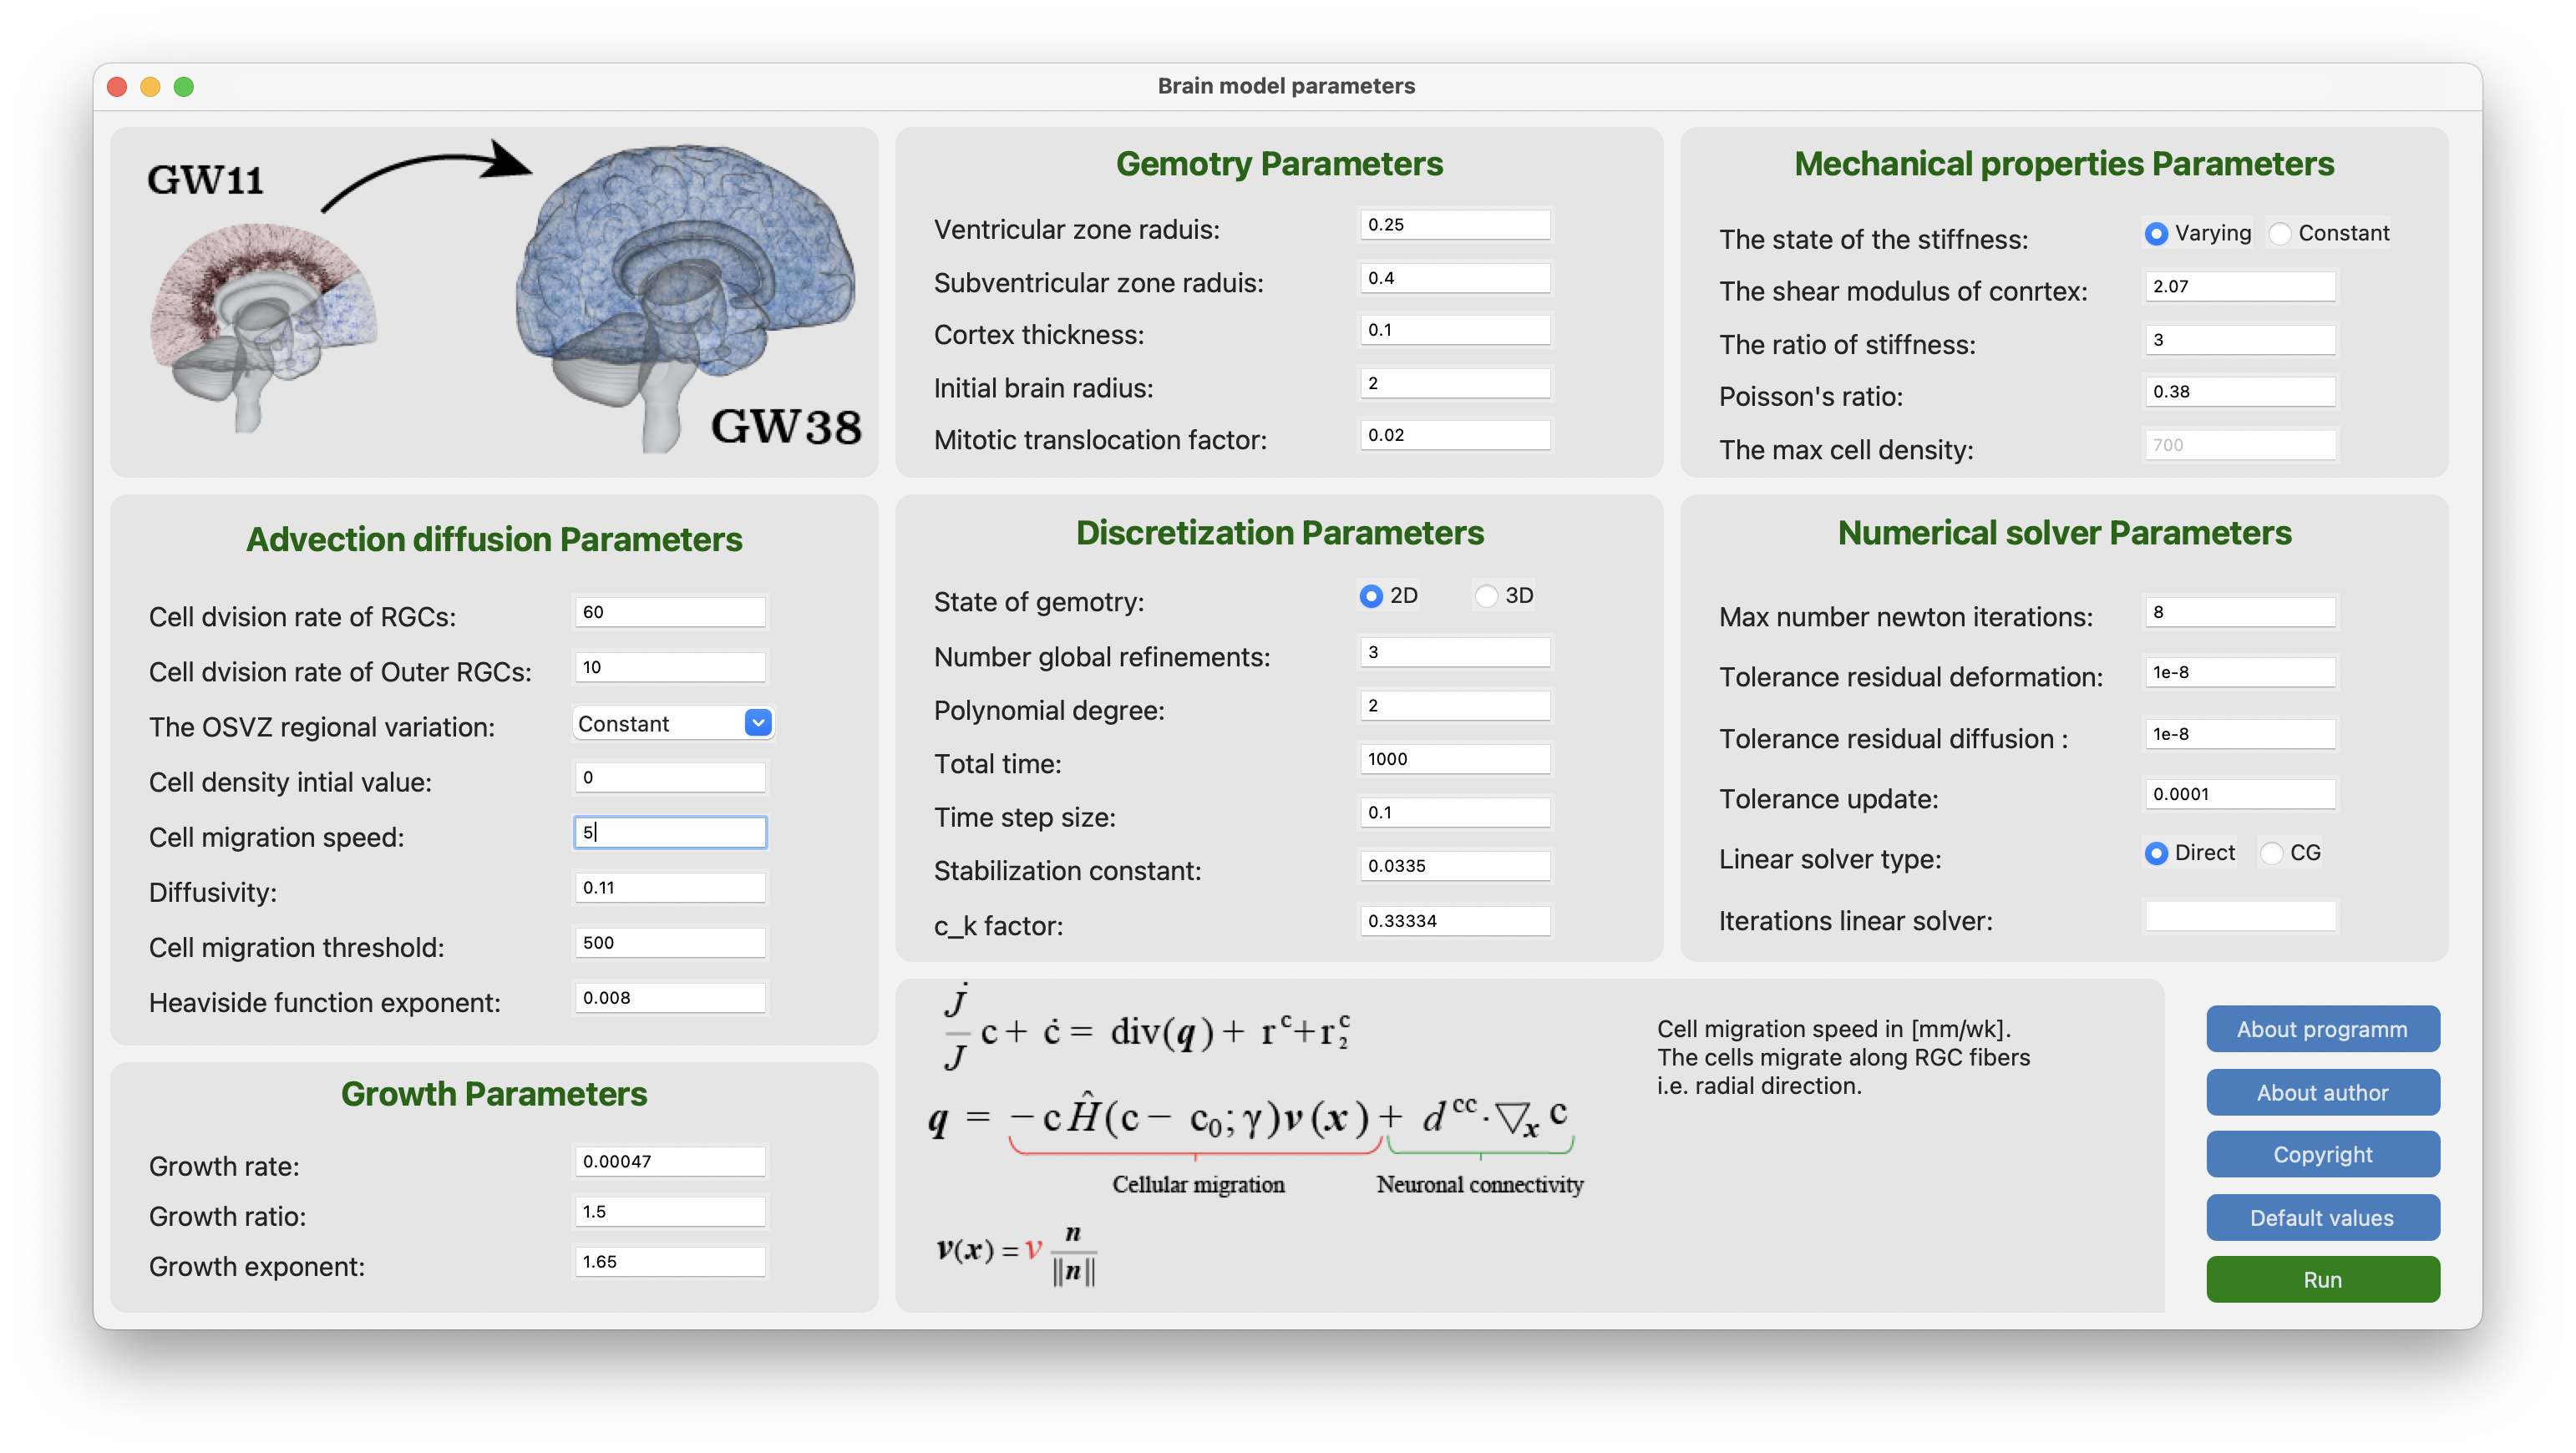 Brain model parameters
GW11
GW38
Gemotry Parameters
Ventricular zone raduis: 0.25
Subventricular zone raduis: 0.4
Cortex thickness: 0.1
Initial brain radius: 2
Mitotic translocation factor: 0.02
Mechanical properties Parameters
The state of the stiffness: Varying Constant
The shear modulus of conrtex: 2.07
The ratio of stiffness: 3
Poisson's ratio: 0.38
The max cell density: 700
Advection diffusion Parameters
Cell dvision rate of RGCs: 60
Cell dvision rate of Outer RGCs: 10
The OSVZ regional variation: Constant
Cell density intial value: 0
Cell migration speed: 5
Diffusivity: 0.11
Cell migration threshold: 500
Heaviside function exponent: 0.008
Growth Parameters
Growth rate: 0.00047
Growth ratio: 1.5
Growth exponent: 1.65
Discretization Parameters
State of gemotry: 2D 3D
Number global refinements: 3
Polynomial degree: 2
Total time: 1000
Time step size: 0.1
Stabilization constant: 0.0335
c_k factor: 0.33334
Numerical solver Parameters
Max number newton iterations: 8
Tolerance residual deformation: 1e-8
Tolerance residual diffusion : 1e-8
Tolerance update: 0.0001
Linear solver type: Direct CG
Iterations linear solver:
J̇/J c + ċ = div(q) + r^c + r_2^c
q = − c Ĥ(c − c_0; γ) v(x) + d^cc · ∇_x c
Cellular migration Neuronal connectivity
v(x) = v n/‖n‖
Cell migration speed in [mm/wk].
The cells migrate along RGC fibers
i.e. radial direction.
About programm
About author
Copyright
Default values
Run